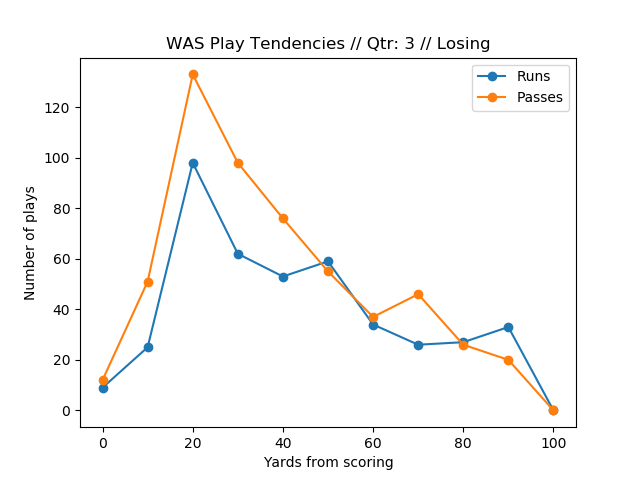 WAS Play Tendencies // Qtr: 3 // Losing
Runs
Passes
120
100
80
60
40
20
0
Number of plays
0 20 40 60 80 100
Yards from scoring